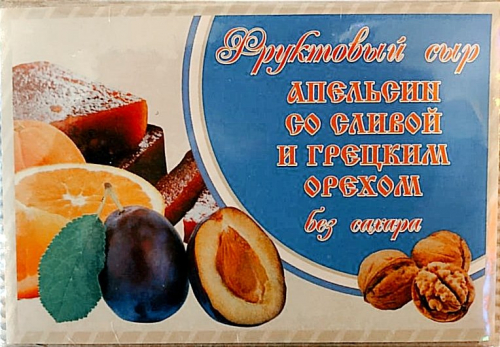 Фруктовый сыр
АПЕЛЬСИН
СО СЛИВОЙ
И ГРЕЦКИМ
ОРЕХОМ
без сахара